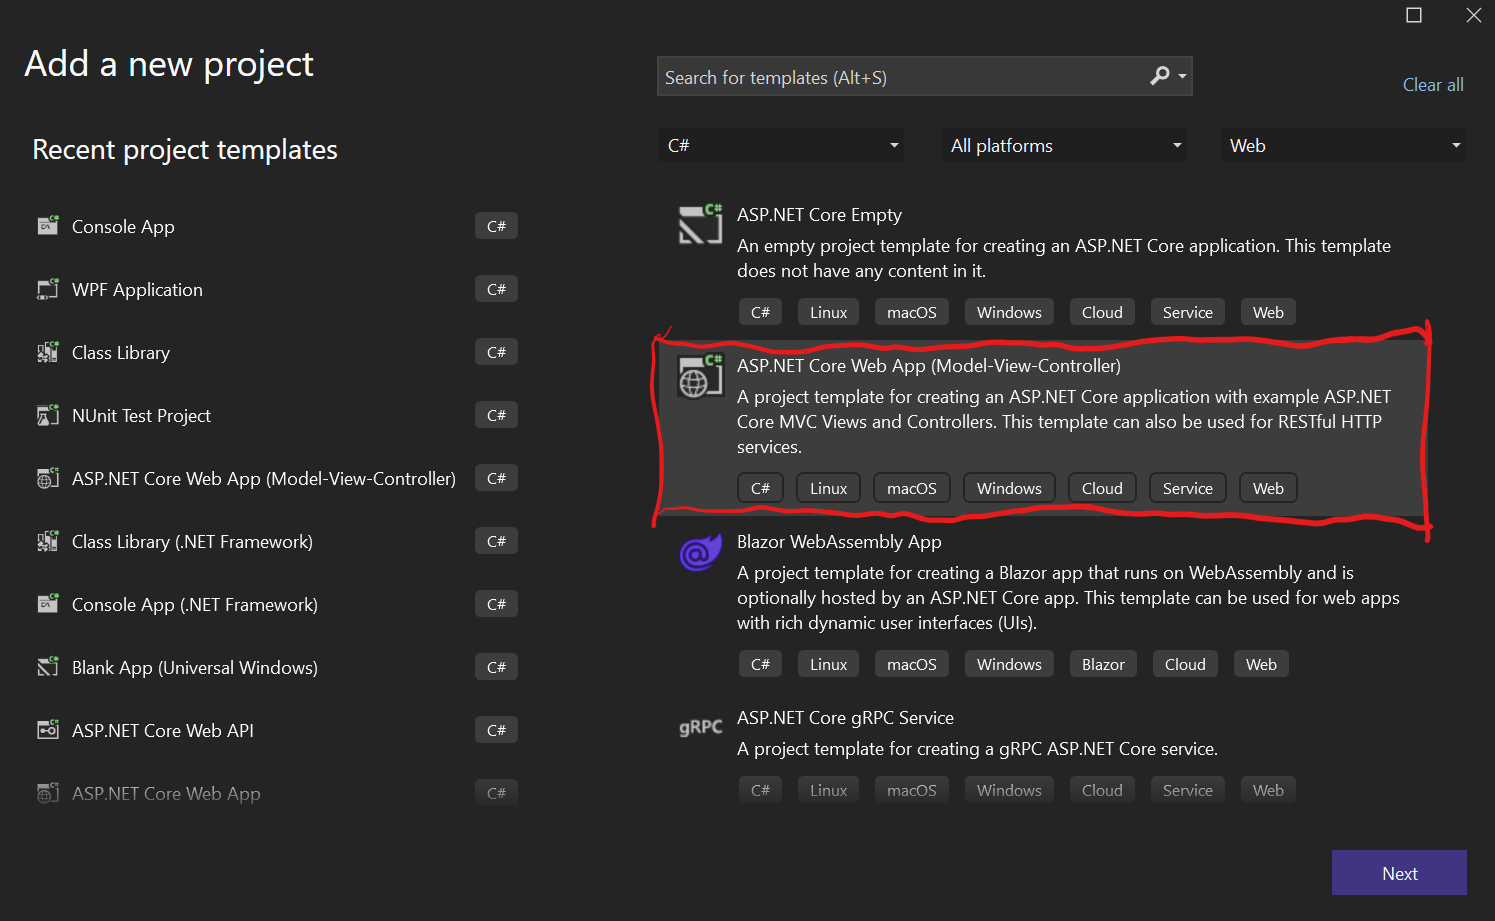 Add a new project
Search for templates (Alt+S)
Clear all
Recent project templates
C#
All platforms
Web
Console App
C#
WPF Application
C#
Class Library
C#
NUnit Test Project
C#
ASP.NET Core Web App (Model-View-Controller)
C#
Class Library (.NET Framework)
C#
Console App (.NET Framework)
C#
Blank App (Universal Windows)
C#
ASP.NET Core Web API
C#
ASP.NET Core Web App
C#
ASP.NET Core Empty
An empty project template for creating an ASP.NET Core application. This template
does not have any content in it.
C# Linux macOS Windows Cloud Service Web
ASP.NET Core Web App (Model-View-Controller)
A project template for creating an ASP.NET Core application with example ASP.NET
Core MVC Views and Controllers. This template can also be used for RESTful HTTP
services.
C# Linux macOS Windows Cloud Service Web
Blazor WebAssembly App
A project template for creating a Blazor app that runs on WebAssembly and is
optionally hosted by an ASP.NET Core app. This template can be used for web apps
with rich dynamic user interfaces (UIs).
C# Linux macOS Windows Blazor Cloud Web
gRPC
ASP.NET Core gRPC Service
A project template for creating a gRPC ASP.NET Core service.
C# Linux macOS Windows Cloud Service Web
Next